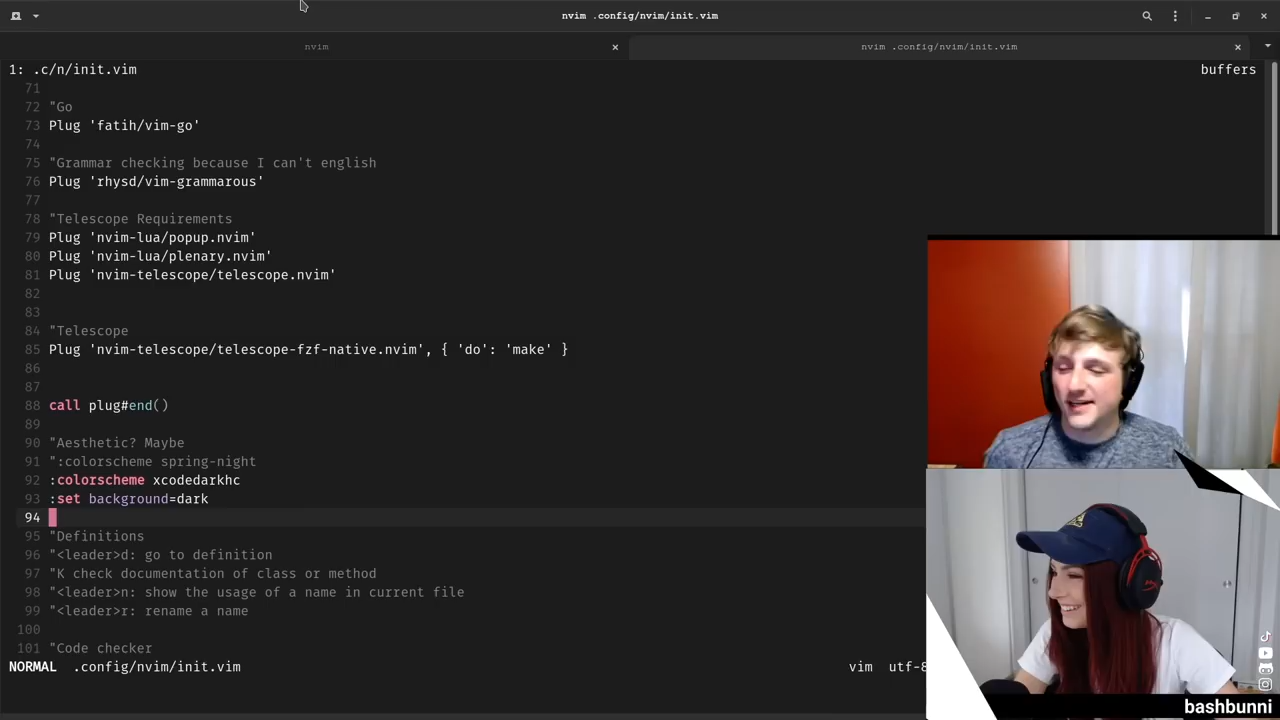 nvim .config/nvim/init.vim
nvim
nvim .config/nvim/init.vim
1: .c/n/init.vim
buffers
71
72 "Go
73 Plug 'fatih/vim-go'
74
75 "Grammar checking because I can't english
76 Plug 'rhysd/vim-grammarous'
77
78 "Telescope Requirements
79 Plug 'nvim-lua/popup.nvim'
80 Plug 'nvim-lua/plenary.nvim'
81 Plug 'nvim-telescope/telescope.nvim'
82
83
84 "Telescope
85 Plug 'nvim-telescope/telescope-fzf-native.nvim', { 'do': 'make' }
86
87
88 call plug#end()
89
90 "Aesthetic? Maybe
91 ":colorscheme spring-night
92 :colorscheme xcodedarkhc
93 :set background=dark
94
95 "Definitions
96 "<leader>d: go to definition
97 "K check documentation of class or method
98 "<leader>n: show the usage of a name in current file
99 "<leader>r: rename a name
100
101 "Code checker
NORMAL .config/nvim/init.vim
vim utf-8
bashbunni